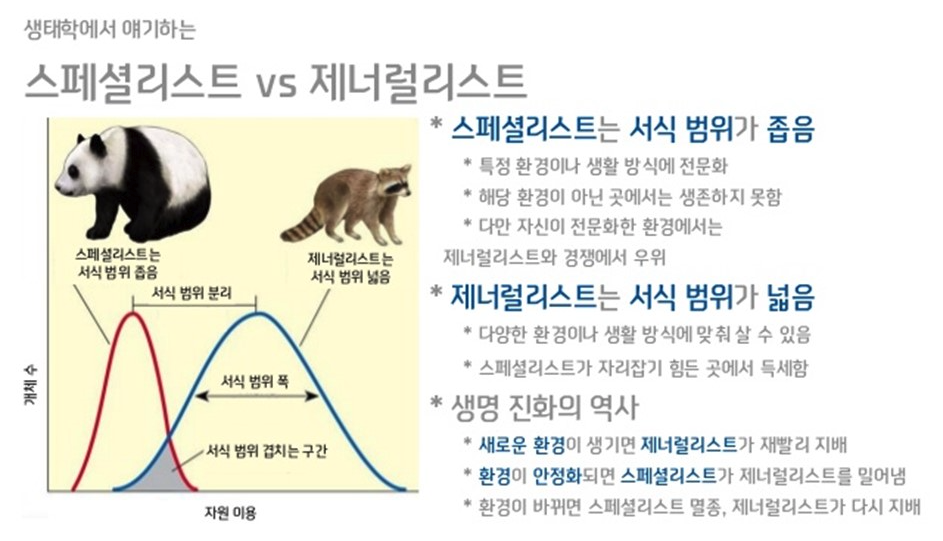 생태학에서 얘기하는
스페셜리스트 vs 제너럴리스트
스페셜리스트는
서식 범위 좁음
제너럴리스트는
서식 범위 넓음
서식 범위 분리
서식 범위 폭
서식 범위 겹치는 구간
개체 수
자원 이용
* 스페셜리스트는 서식 범위가 좁음
* 특정 환경이나 생활 방식에 전문화
* 해당 환경이 아닌 곳에서는 생존하지 못함
* 다만 자신이 전문화한 환경에서는
제너럴리스트와 경쟁에서 우위
* 제너럴리스트는 서식 범위가 넓음
* 다양한 환경이나 생활 방식에 맞춰 살 수 있음
* 스페셜리스트가 자리잡기 힘든 곳에서 득세함
* 생명 진화의 역사
* 새로운 환경이 생기면 제너럴리스트가 재빨리 지배
* 환경이 안정화되면 스페셜리스트가 제너럴리스트를 밀어냄
* 환경이 바뀌면 스페셜리스트 멸종, 제너럴리스트가 다시 지배